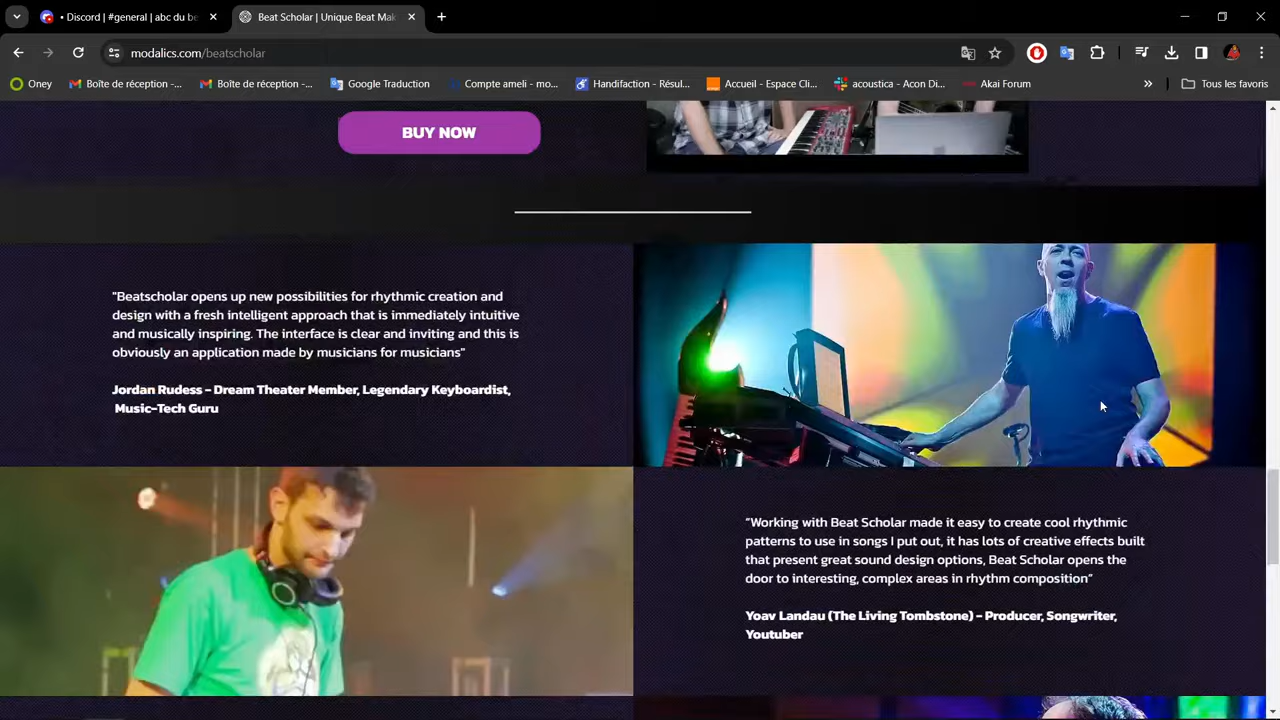 • Discord | #general | abc du be
Beat Scholar | Unique Beat Mak
modalics.com/beatscholar
Oney
Boîte de réception -...
Boîte de réception -...
Google Traduction
Compte ameli - mo...
Handifaction - Résul...
Accueil - Espace Cli...
acoustica - Acon Di...
Akai Forum
»
Tous les favoris
BUY NOW
"Beatscholar opens up new possibilities for rhythmic creation and
design with a fresh intelligent approach that is immediately intuitive
and musically inspiring. The interface is clear and inviting and this is
obviously an application made by musicians for musicians"
Jordan Rudess - Dream Theater Member, Legendary Keyboardist,
Music-Tech Guru
"Working with Beat Scholar made it easy to create cool rhythmic
patterns to use in songs I put out, it has lots of creative effects built
that present great sound design options, Beat Scholar opens the
door to interesting, complex areas in rhythm composition"
Yoav Landau (The Living Tombstone) - Producer, Songwriter,
Youtuber